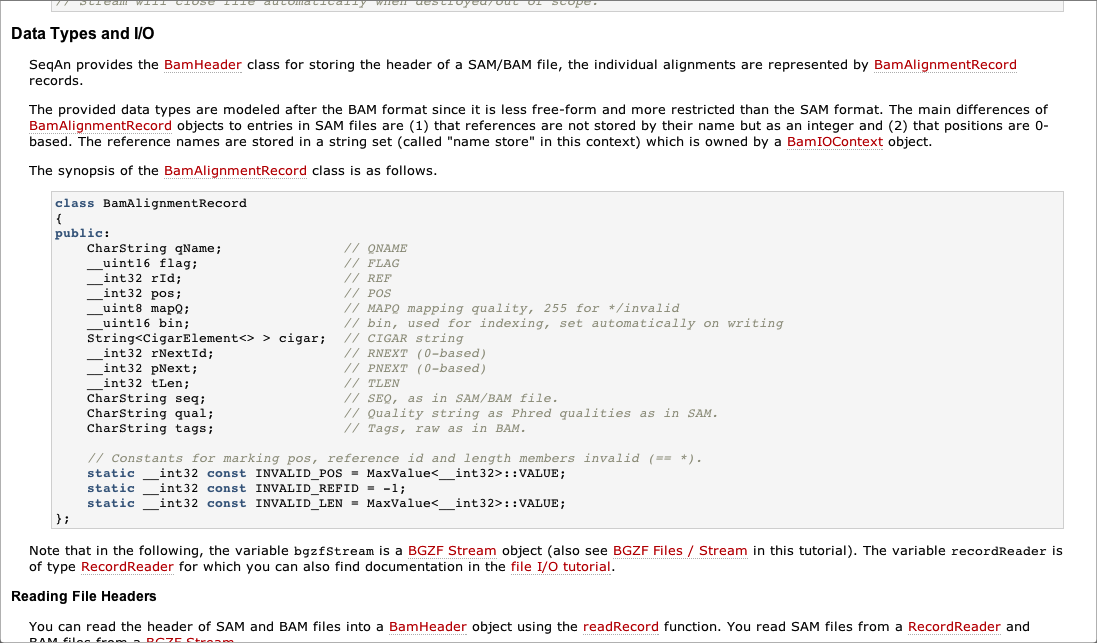 // Stream will close file automatically when destroyed/out of scope.
Data Types and I/O
SeqAn provides the BamHeader class for storing the header of a SAM/BAM file, the individual alignments are represented by BamAlignmentRecord
records.
The provided data types are modeled after the BAM format since it is less free-form and more restricted than the SAM format. The main differences of
BamAlignmentRecord objects to entries in SAM files are (1) that references are not stored by their name but as an integer and (2) that positions are 0-
based. The reference names are stored in a string set (called "name store" in this context) which is owned by a BamIOContext object.
The synopsis of the BamAlignmentRecord class is as follows.
class BamAlignmentRecord
{
public:
    CharString qName;               // QNAME
    __uint16 flag;                  // FLAG
    __int32 rId;                    // REF
    __int32 pos;                    // POS
    __uint8 mapQ;                   // MAPQ mapping quality, 255 for */invalid
    __uint16 bin;                   // bin, used for indexing, set automatically on writing
    String<CigarElement<> > cigar;  // CIGAR string
    __int32 rNextId;                // RNEXT (0-based)
    __int32 pNext;                  // PNEXT (0-based)
    __int32 tLen;                   // TLEN
    CharString seq;                 // SEQ, as in SAM/BAM file.
    CharString qual;                // Quality string as Phred qualities as in SAM.
    CharString tags;                // Tags, raw as in BAM.
    // Constants for marking pos, reference id and length members invalid (== *).
    static __int32 const INVALID_POS = MaxValue<__int32>::VALUE;
    static __int32 const INVALID_REFID = -1;
    static __int32 const INVALID_LEN = MaxValue<__int32>::VALUE;
};
Note that in the following, the variable bgzfStream is a BGZF Stream object (also see BGZF Files / Stream in this tutorial). The variable recordReader is
of type RecordReader for which you can also find documentation in the file I/O tutorial.
Reading File Headers
You can read the header of SAM and BAM files into a BamHeader object using the readRecord function. You read SAM files from a RecordReader and
BAM files from a BGZF Stream.